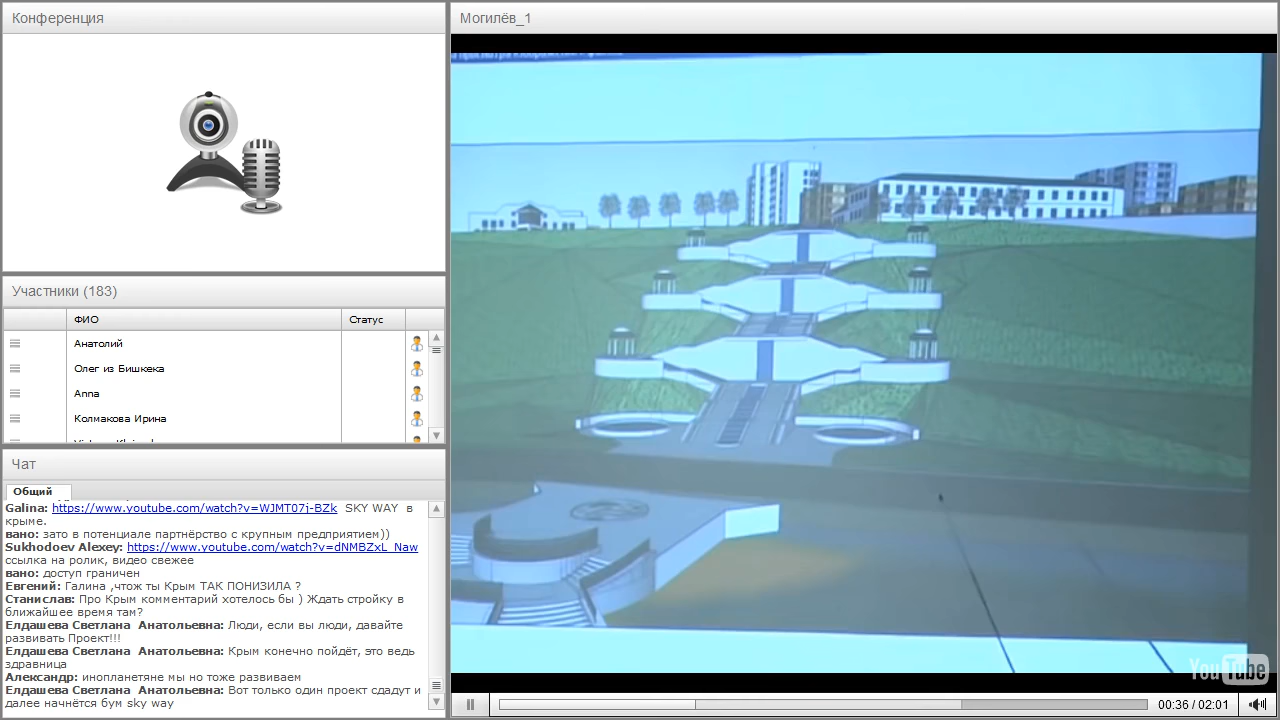 Конференция
Могилёв_1
Участники (183)
ФИО
Статус
Анатолий
Олег из Бишкека
Anna
Колмакова Ирина
Чат
Общий
Galina: https://www.youtube.com/watch?v=WJMT07j-BZk SKY WAY в
крыме.
вано: зато в потенциале партнёрство с крупным предприятием))
Sukhodoev Alexey: https://www.youtube.com/watch?v=dNMBZxL_Naw
ссылка на ролик, видео свежее
вано: доступ граничен
Евгений: Галина ,чтож ты Крым ТАК ПОНИЗИЛА ?
Станислав: Про Крым комментарий хотелось бы ) Ждать стройку в
ближайшее время там?
Елдашева Светлана Анатольевна: Люди, если вы люди, давайте
развивать Проект!!!
Елдашева Светлана Анатольевна: Крым конечно пойдёт, это ведь
здравница
Александр: инопланетяне мы но тоже развиваем
Елдашева Светлана Анатольевна: Вот только один проект сдадут и
далее начнётся бум sky way
YouTube
00:36 / 02:01